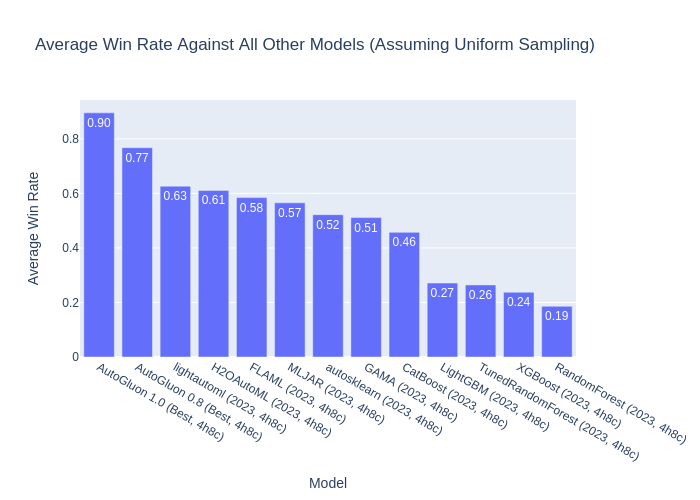 Average Win Rate Against All Other Models (Assuming Uniform Sampling)
0.90
0.77
0.63
0.61
0.58
0.57
0.52
0.51
0.46
0.27
0.26
0.24
0.19
0.8
0.6
0.4
0.2
0
Average Win Rate
AutoGluon 1.0 (Best, 4h8c)
AutoGluon 0.8 (Best, 4h8c)
lightautoml (2023, 4h8c)
H2OAutoML (2023, 4h8c)
FLAML (2023, 4h8c)
MLJAR (2023, 4h8c)
autosklearn (2023, 4h8c)
GAMA (2023, 4h8c)
CatBoost (2023, 4h8c)
LightGBM (2023, 4h8c)
TunedRandomForest (2023, 4h8c)
XGBoost (2023, 4h8c)
RandomForest (2023, 4h8c)
Model